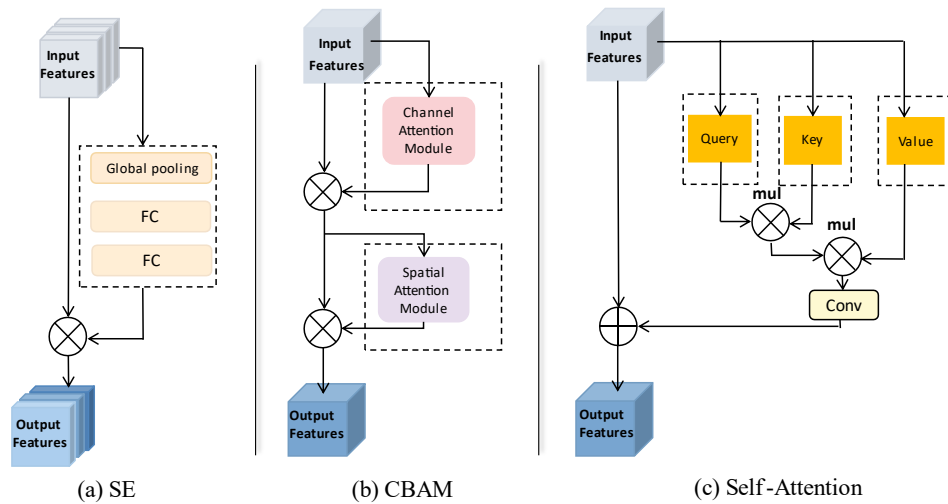 Input
Features
Global pooling
FC
FC
Output
Features
(a) SE
Input
Features
Channel
Attention
Module
Spatial
Attention
Module
Output
Features
(b) CBAM
Input
Features
Query
Key
Value
mul
mul
Conv
Output
Features
(c) Self-Attention